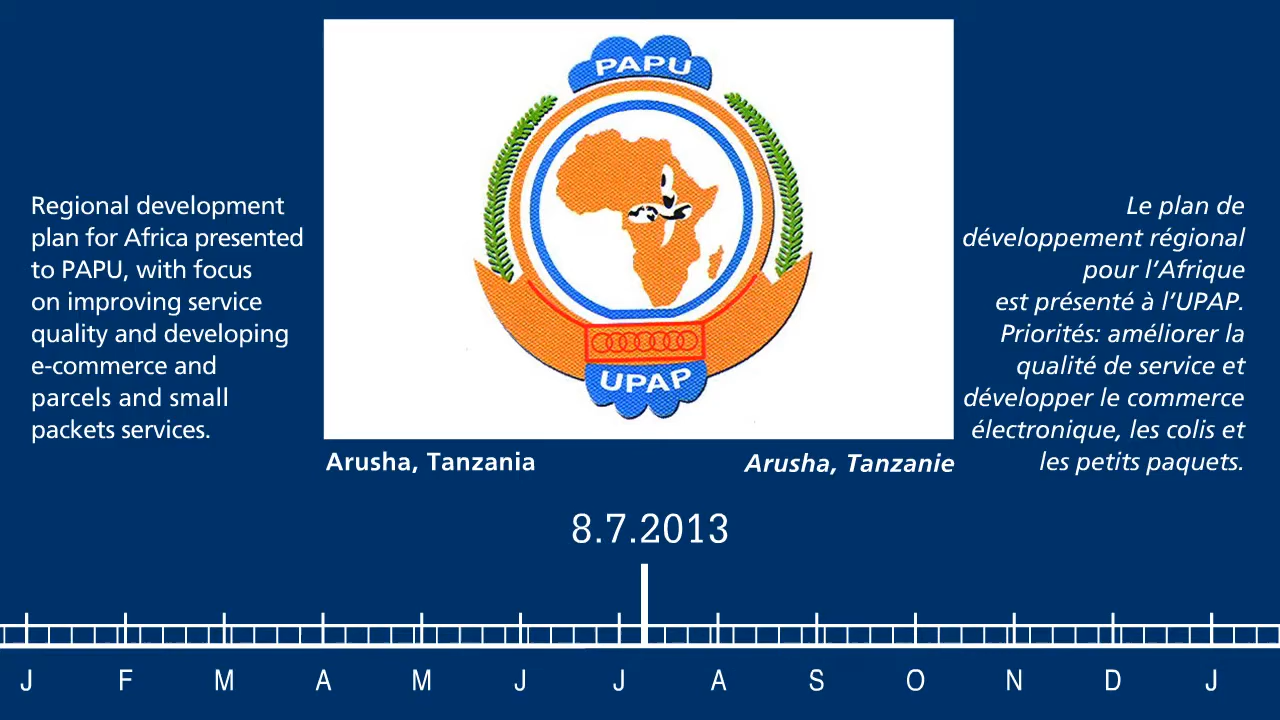 PAPU
UPAP
Regional development
plan for Africa presented
to PAPU, with focus
on improving service
quality and developing
e-commerce and
parcels and small
packets services.
Le plan de
développement régional
pour l’Afrique
est présenté à l’UPAP.
Priorités: améliorer la
qualité de service et
développer le commerce
électronique, les colis et
les petits paquets.
Arusha, Tanzania
Arusha, Tanzanie
8.7.2013
J F M A M J J A S O N D J